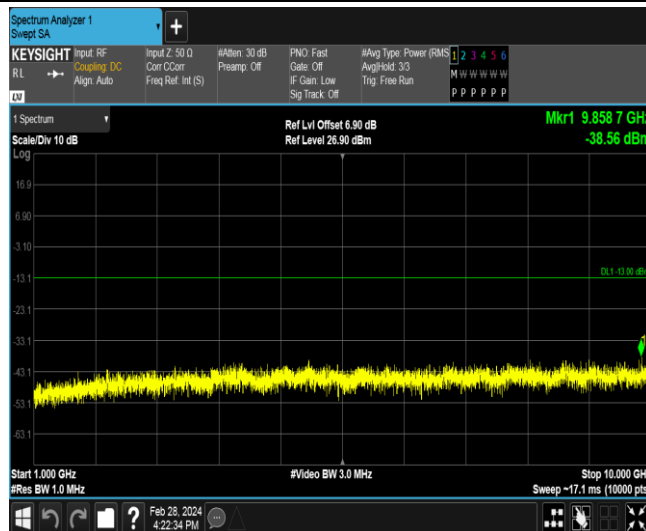 Spectrum Analyzer 1
Swept SA
KEYSIGHT
RL
Input: RF
Coupling: DC
Align: Auto
Input Z: 50 Ω
Corr CCorr
Freq Ref: Int (S)
#Atten: 30 dB
Preamp: Off
PNO: Fast
Gate: Off
IF Gain: Low
Sig Track: Off
#Avg Type: Power (RMS
Avg|Hold: 3/3
Trig: Free Run
1 2 3 4 5 6
M W W W W W
P P P P P P
1 Spectrum
Scale/Div 10 dB
Ref Lvl Offset 6.90 dB
Ref Level 26.90 dBm
Mkr1 9.858 7 GHz
-38.56 dBm
Log
16.9
6.90
-3.10
-13.1
DL1 -13.00 dBm
-23.1
-33.1
-43.1
-53.1
-63.1
Start 1.000 GHz
#Video BW 3.0 MHz
Stop 10.000 GHz
#Res BW 1.0 MHz
Sweep ~17.1 ms (10000 pts)
?
Feb 28, 2024
4:22:34 PM